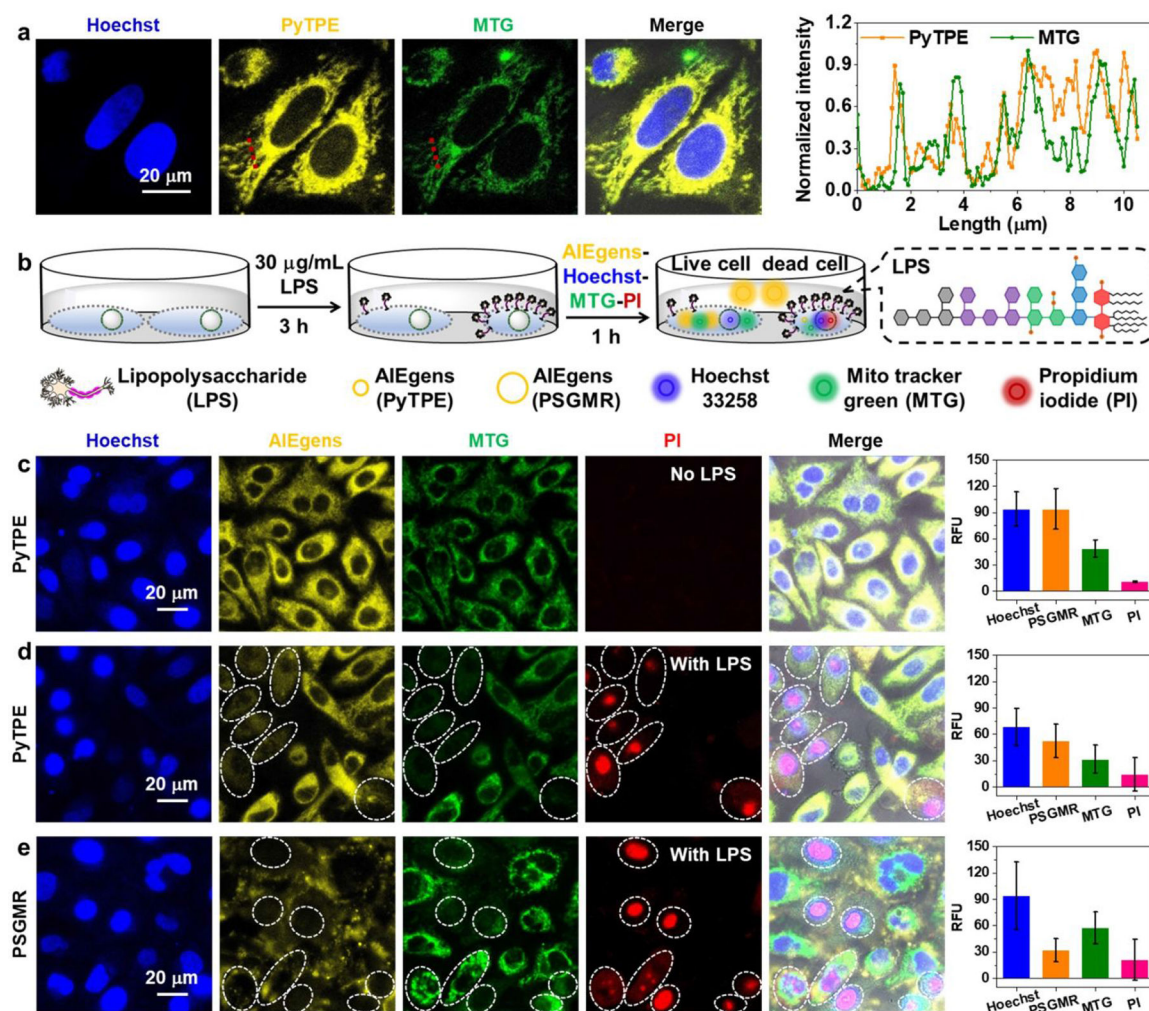 a
Hoechst
PyTPE
MTG
Merge
20 μm
PyTPE
MTG
Normalized intensity
1.2
0.9
0.6
0.3
0.0
0 2 4 6 8 10
Length (μm)
b
30 μg/mL
LPS
3 h
AIEgens-
Hoechst-
MTG-PI
1 h
Live cell dead cell
LPS
Lipopolysaccharide
(LPS)
AIEgens
(PyTPE)
AIEgens
(PSGMR)
Hoechst
33258
Mito tracker
green (MTG)
Propidium
iodide (PI)
Hoechst
AIEgens
MTG
PI
Merge
c
PyTPE
20 μm
No LPS
RFU
150
120
90
60
30
0
Hoechst
PSGMR
MTG
PI
d
PyTPE
20 μm
With LPS
RFU
150
120
90
60
30
0
Hoechst
PSGMR
MTG
PI
e
PSGMR
20 μm
With LPS
RFU
150
120
90
60
30
0
Hoechst
PSGMR
MTG
PI